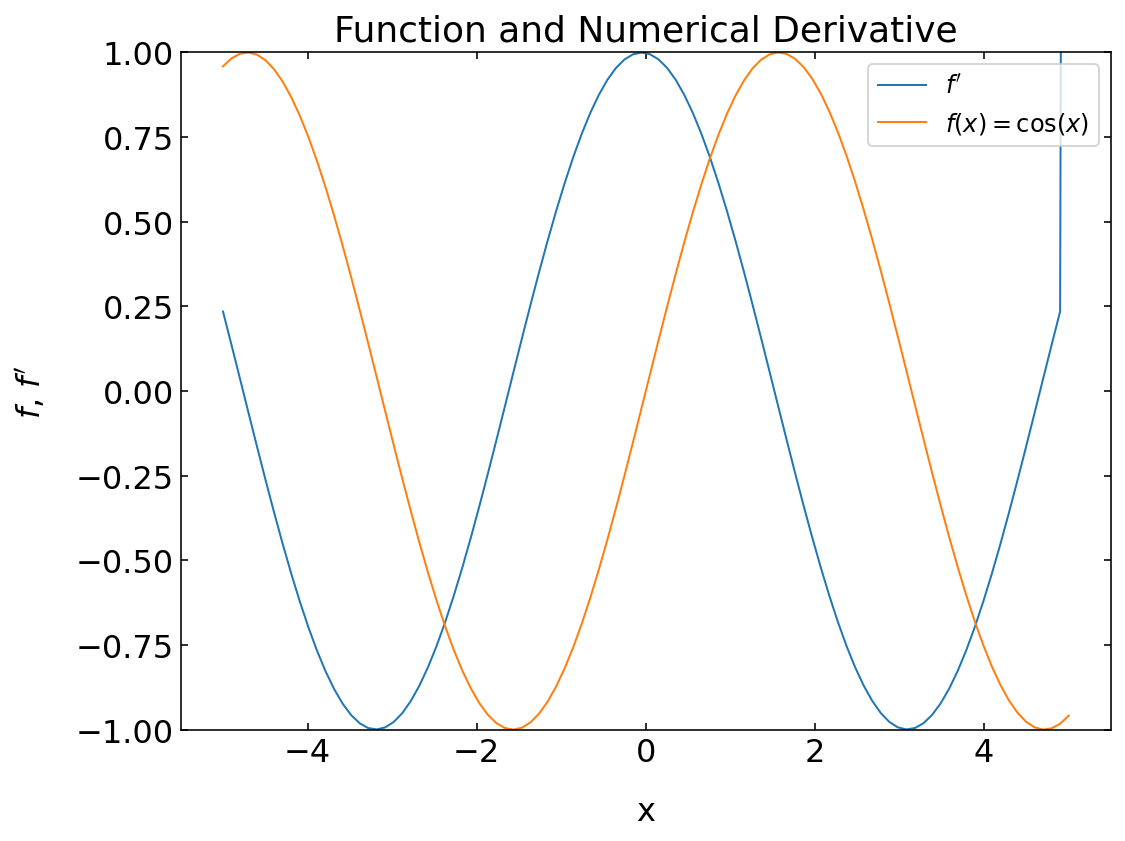 Function and Numerical Derivative
f′
f(x) = cos(x)
1.00
0.75
0.50
0.25
0.00
−0.25
−0.50
−0.75
−1.00
f, f′
−4
−2
0
2
4
x